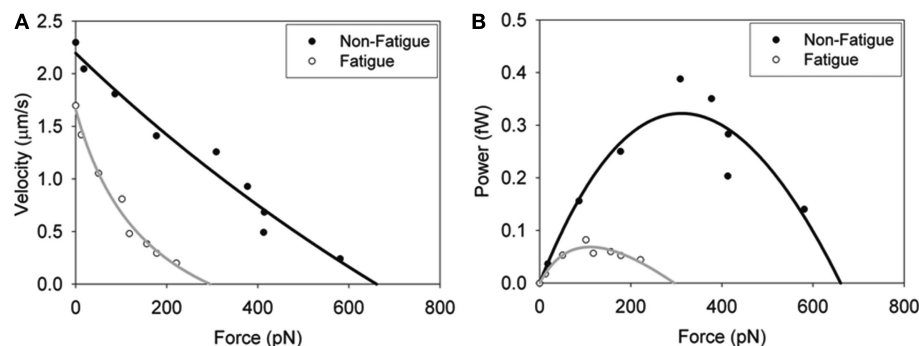 A
Velocity (μm/s)
2.5
2.0
1.5
1.0
0.5
0.0
Non-Fatigue
Fatigue
0 200 400 600 800
Force (pN)
B
Power (fW)
0.5
0.4
0.3
0.2
0.1
0.0
Non-Fatigue
Fatigue
0 200 400 600 800
Force (pN)